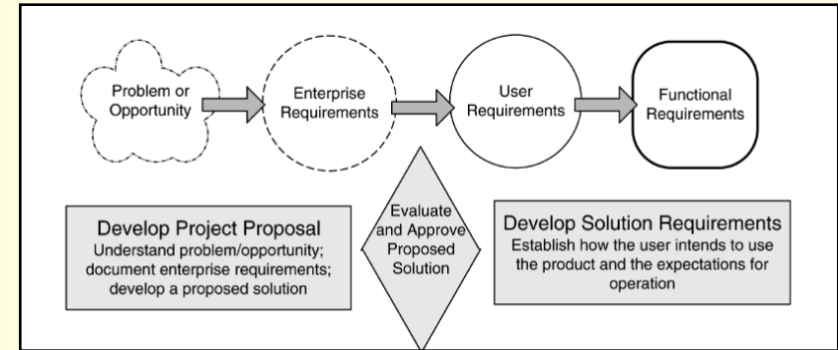 Problem or
Opportunity
Enterprise
Requirements
User
Requirements
Functional
Requirements
Develop Project Proposal
Understand problem/opportunity;
document enterprise requirements;
develop a proposed solution
Evaluate
and Approve
Proposed
Solution
Develop Solution Requirements
Establish how the user intends to use
the product and the expectations for
operation